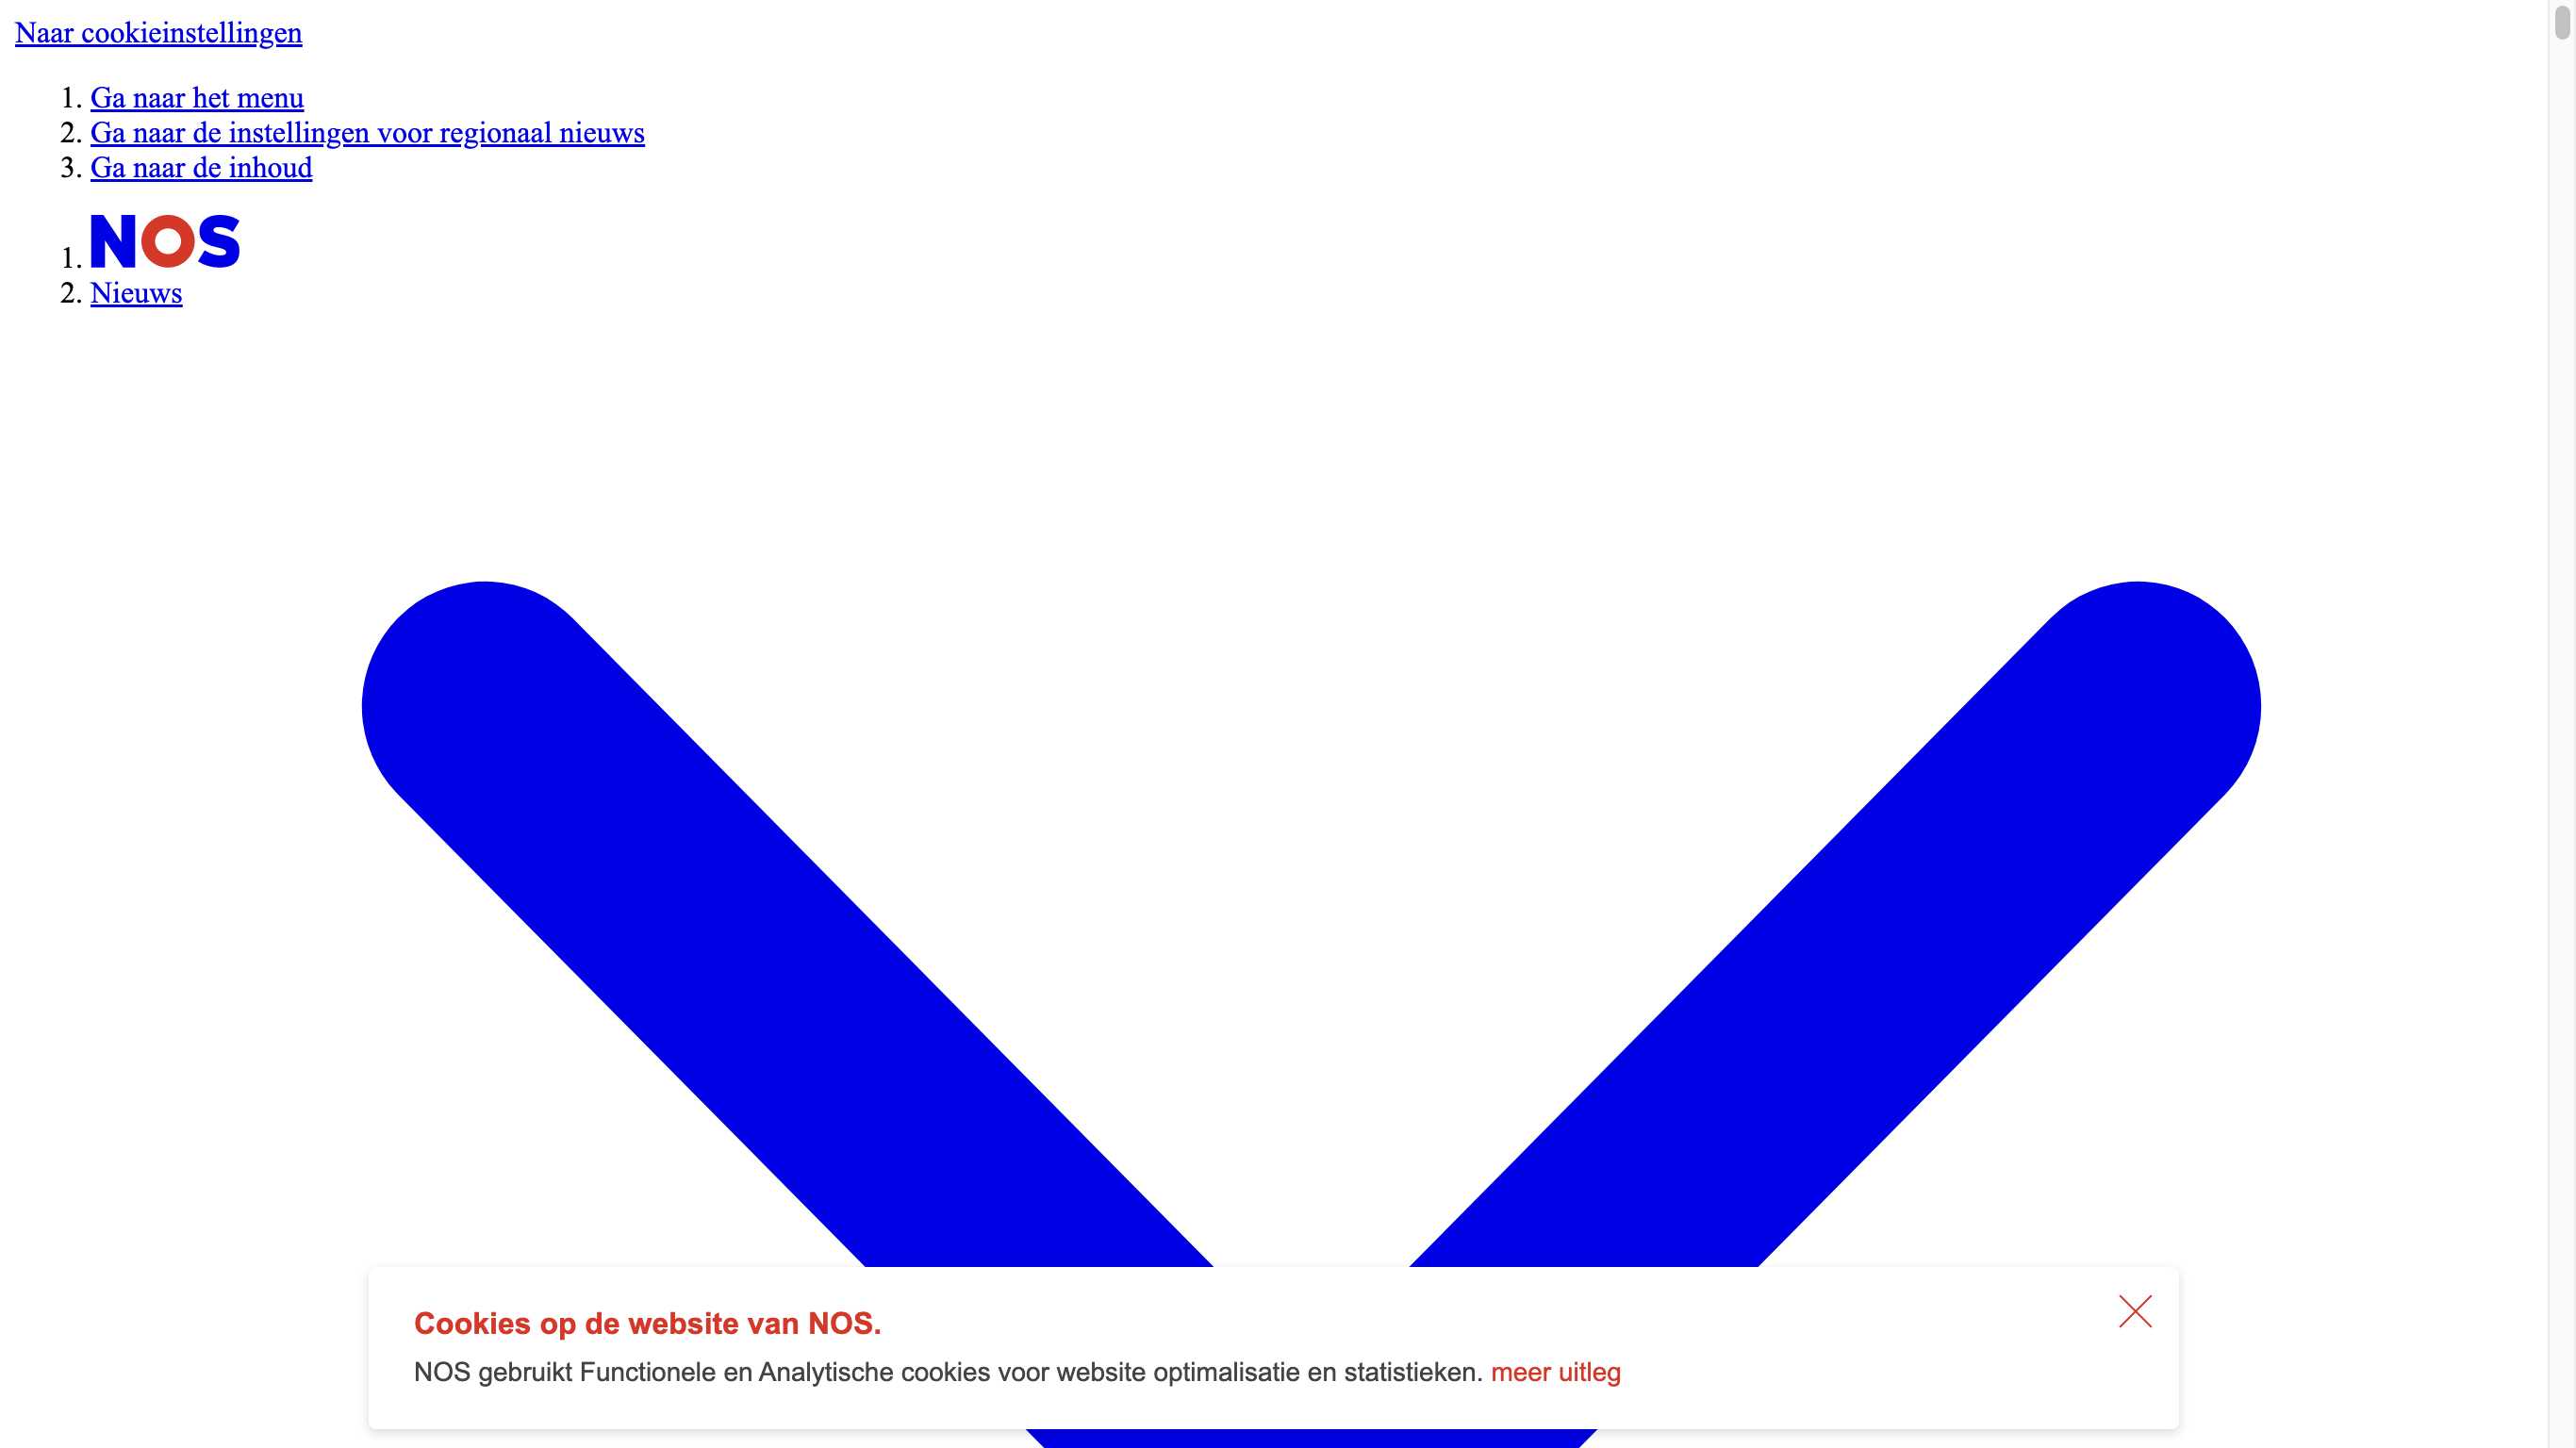 Naar cookieinstellingen
1. Ga naar het menu
2. Ga naar de instellingen voor regionaal nieuws
3. Ga naar de inhoud
1. NOS
2. Nieuws
Cookies op de website van NOS.
NOS gebruikt Functionele en Analytische cookies voor website optimalisatie en statistieken. meer uitleg